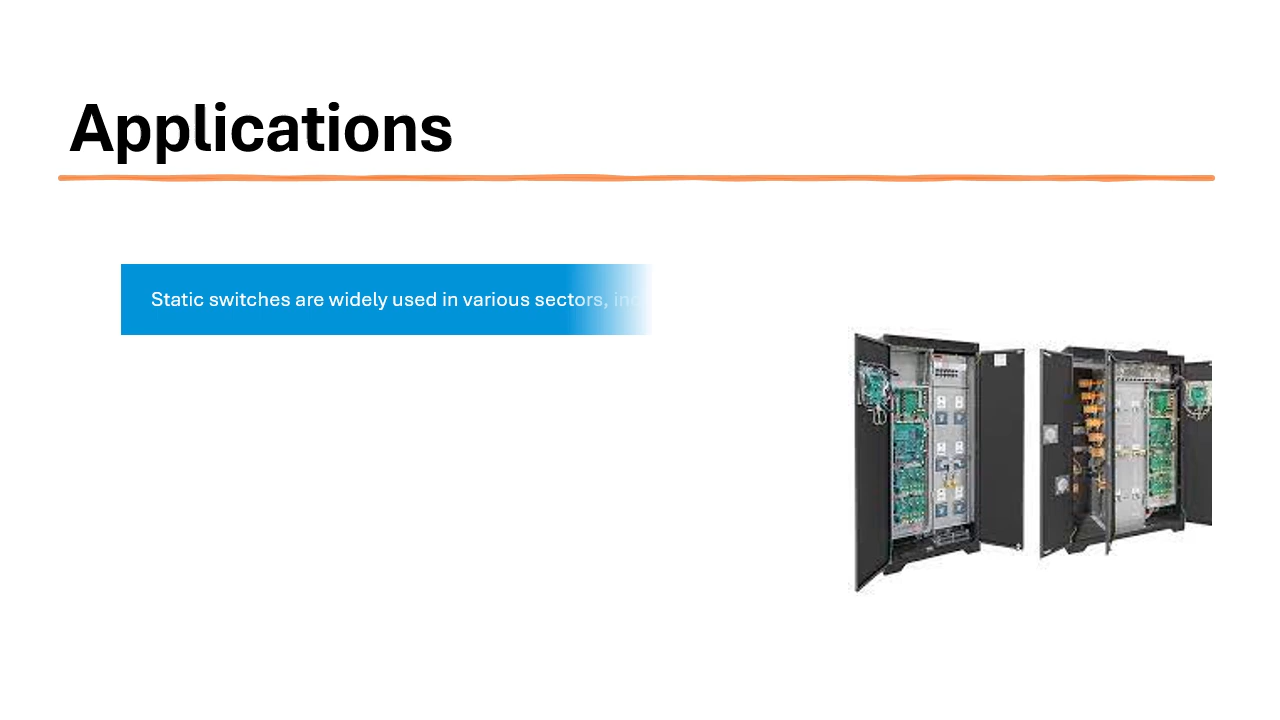 Applications
Static switches are widely used in various sectors,